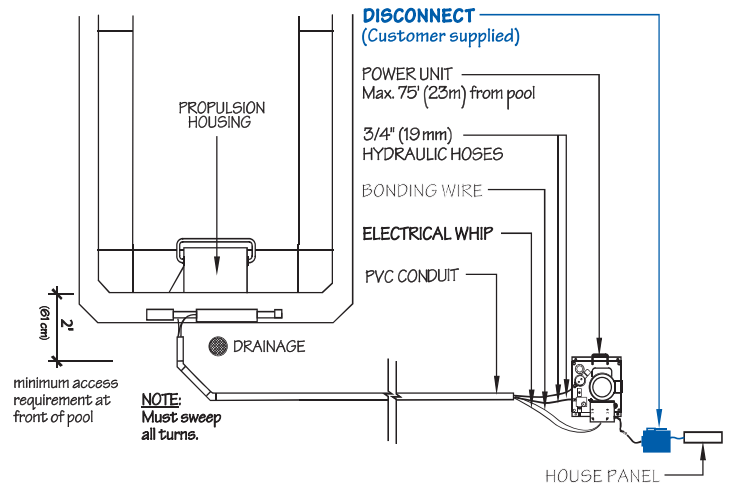 DISCONNECT
(Customer supplied)
POWER UNIT
Max. 75' (23m) from pool
PROPULSION
HOUSING
3/4" (19 mm)
HYDRAULIC HOSES
BONDING WIRE
ELECTRICAL WHIP
PVC CONDUIT
2'
(61 cm)
DRAINAGE
minimum access
requirement at
front of pool
NOTE:
Must sweep
all turns.
HOUSE PANEL